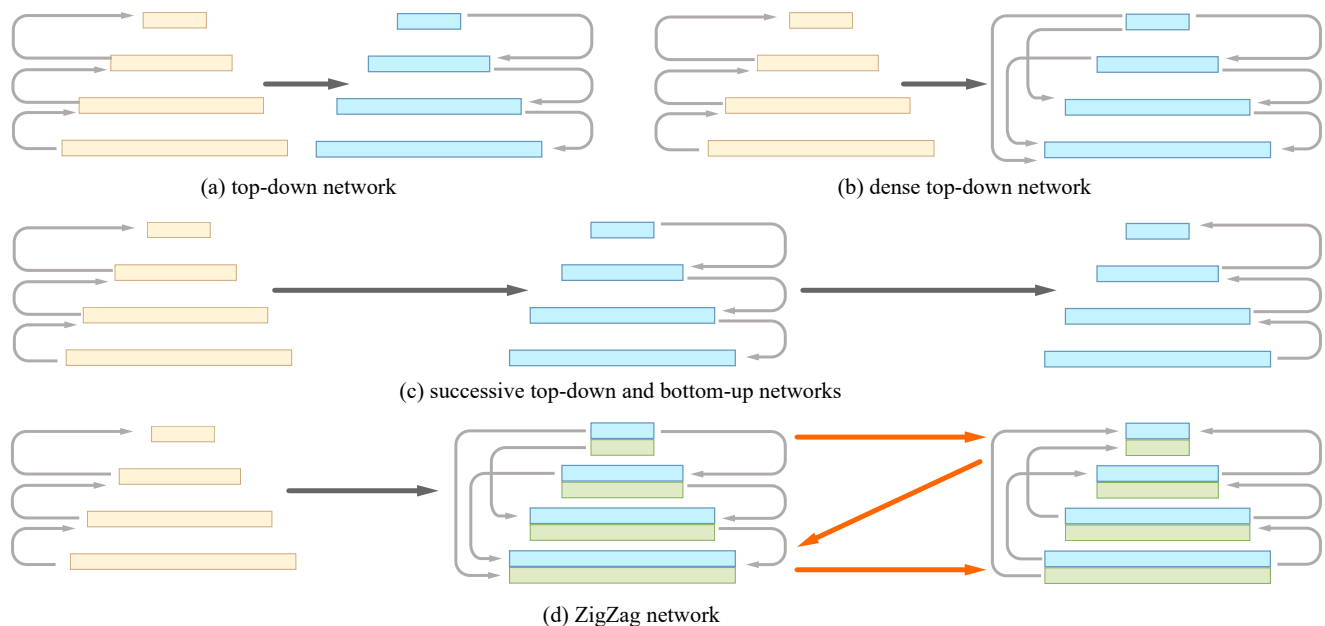 (a) top-down network
(b) dense top-down network
(c) successive top-down and bottom-up networks
(d) ZigZag network